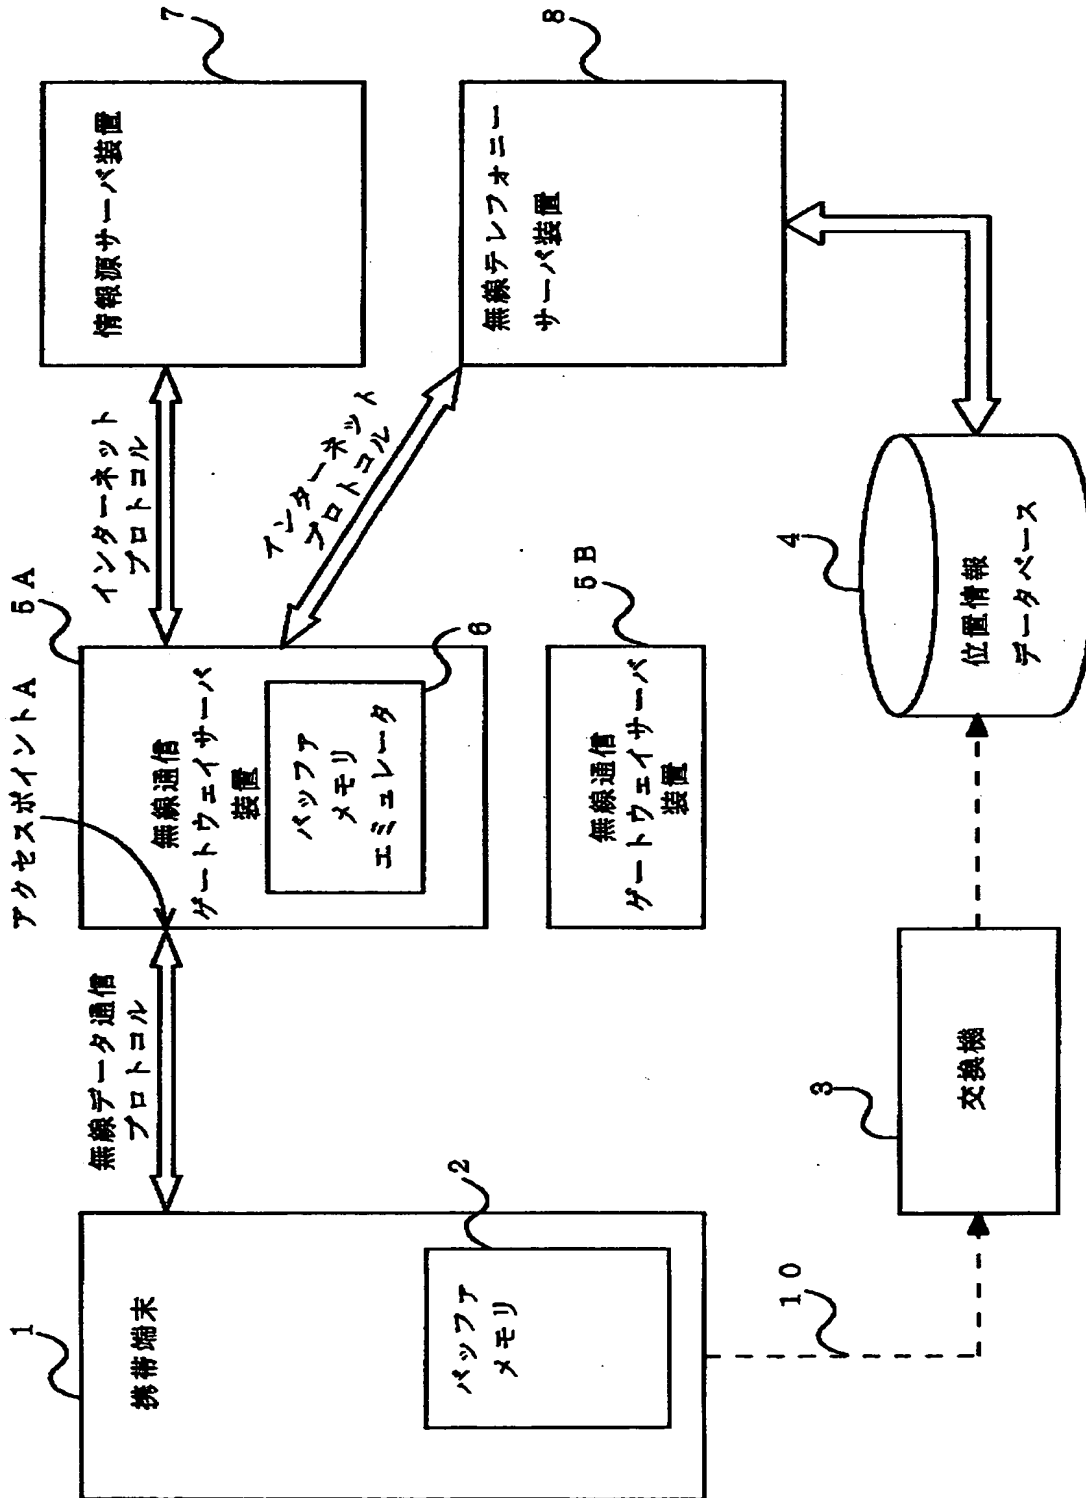 1
携帯端末
2
バッファ
メモリ
無線データ通信
プロトコル
アクセスポイントA
5A
無線通信
ゲートウェイサーバ
装置
6
バッファ
メモリ
エミュレータ
インターネット
プロトコル
7
情報源サーバ装置
インターネット
プロトコル
8
無線テレフォニー
サーバ装置
5B
無線通信
ゲートウェイサーバ
装置
10
3
交換機
4
位置情報
データベース